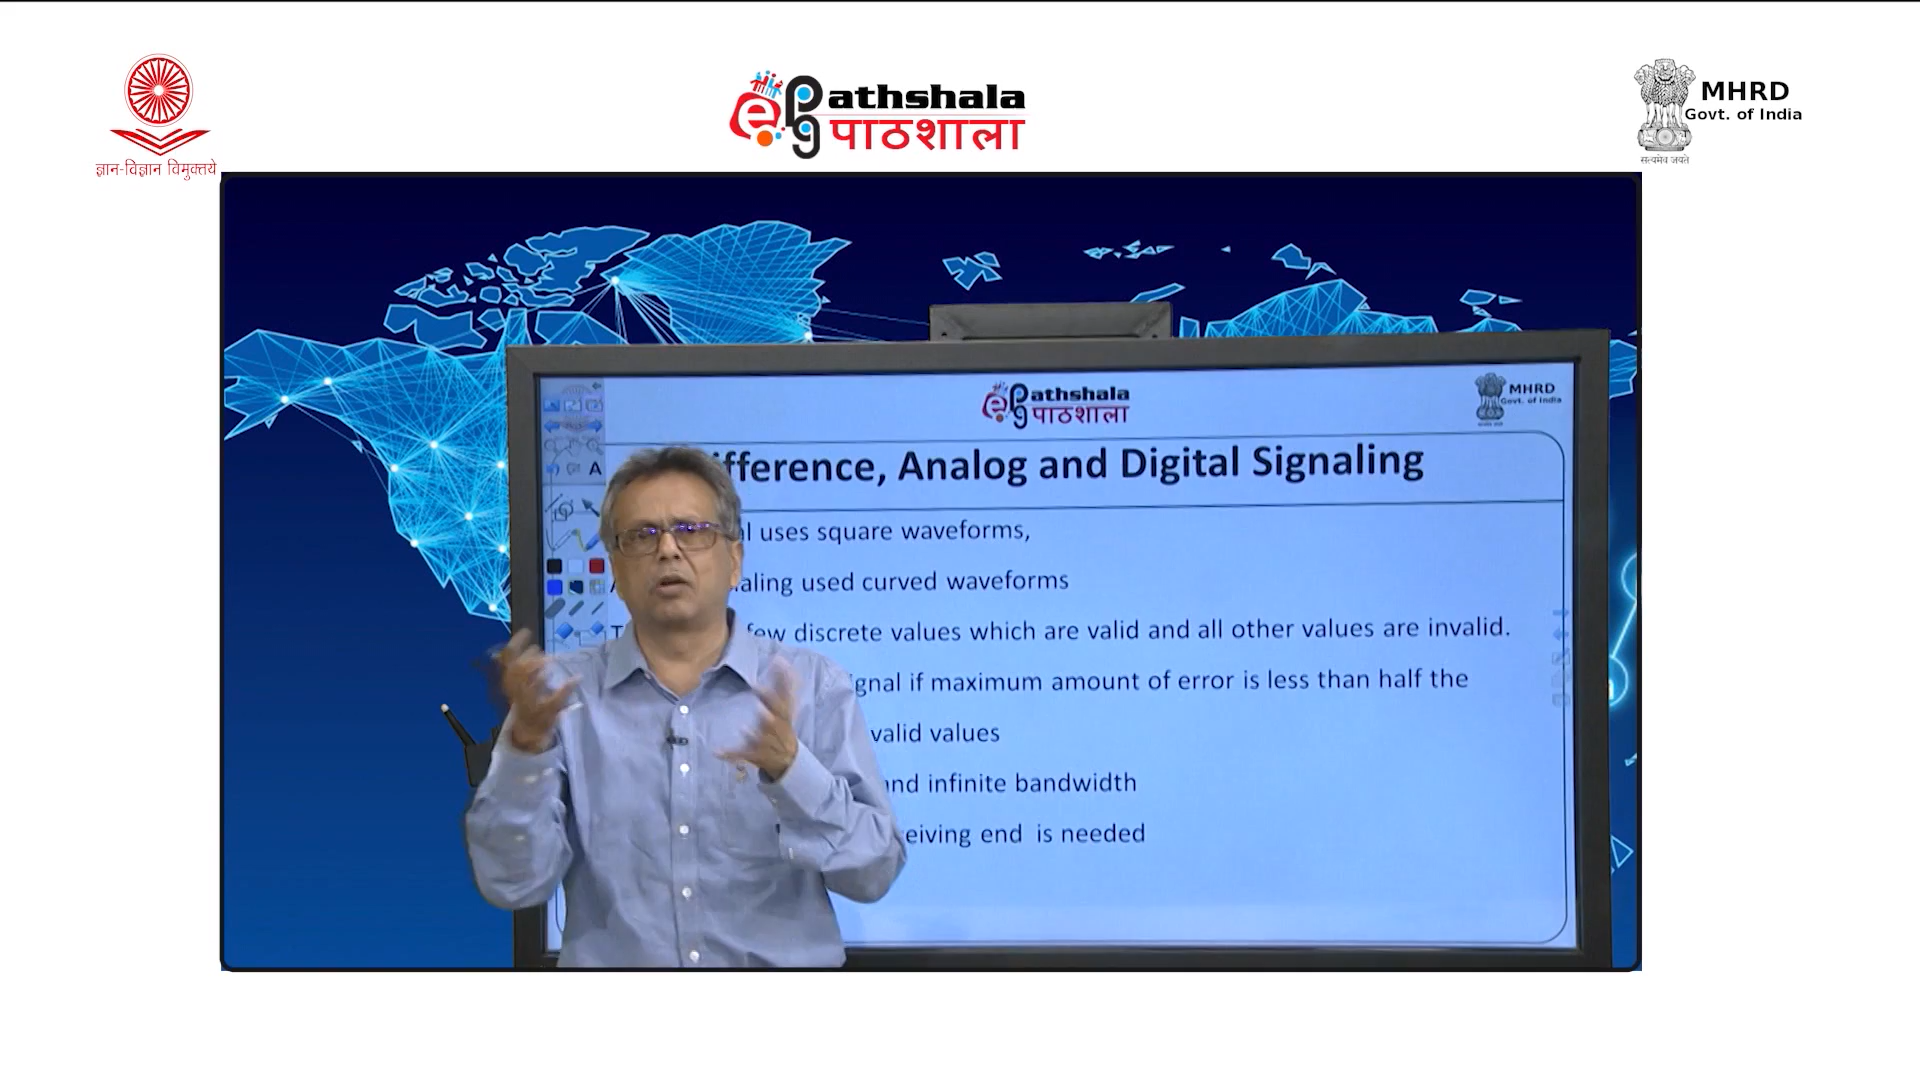 ज्ञान-विज्ञान विमुक्तये
ePG athshala
पाठशाला
MHRD
Govt. of India
सत्यमेव जयते
athshala
पाठशाला
MHRD
Govt. of India
ifference, Analog and Digital Signaling
uses square waveforms,
aling used curved waveforms
few discrete values which are valid and all other values are invalid.
ignal if maximum amount of error is less than half the
valid values
nd infinite bandwidth
eiving end is needed
A